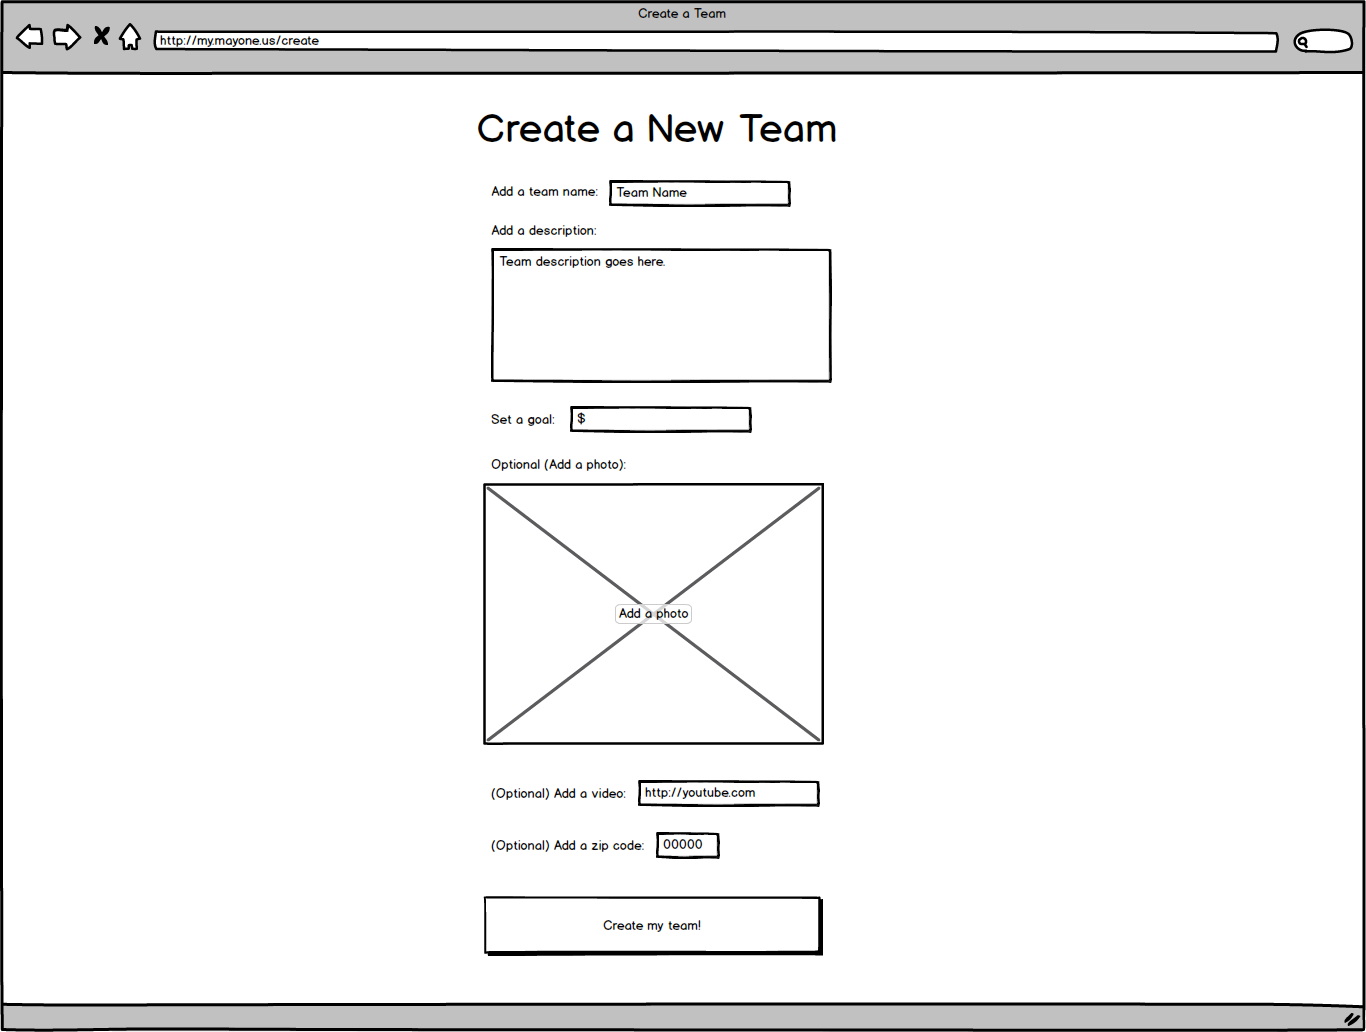 Create a Team
http://my.mayone.us/create
Create a New Team
Add a team name: Team Name
Add a description:
Team description goes here.
Set a goal: $
Optional (Add a photo):
Add a photo
(Optional) Add a video: http://youtube.com
(Optional) Add a zip code: 00000
Create my team!